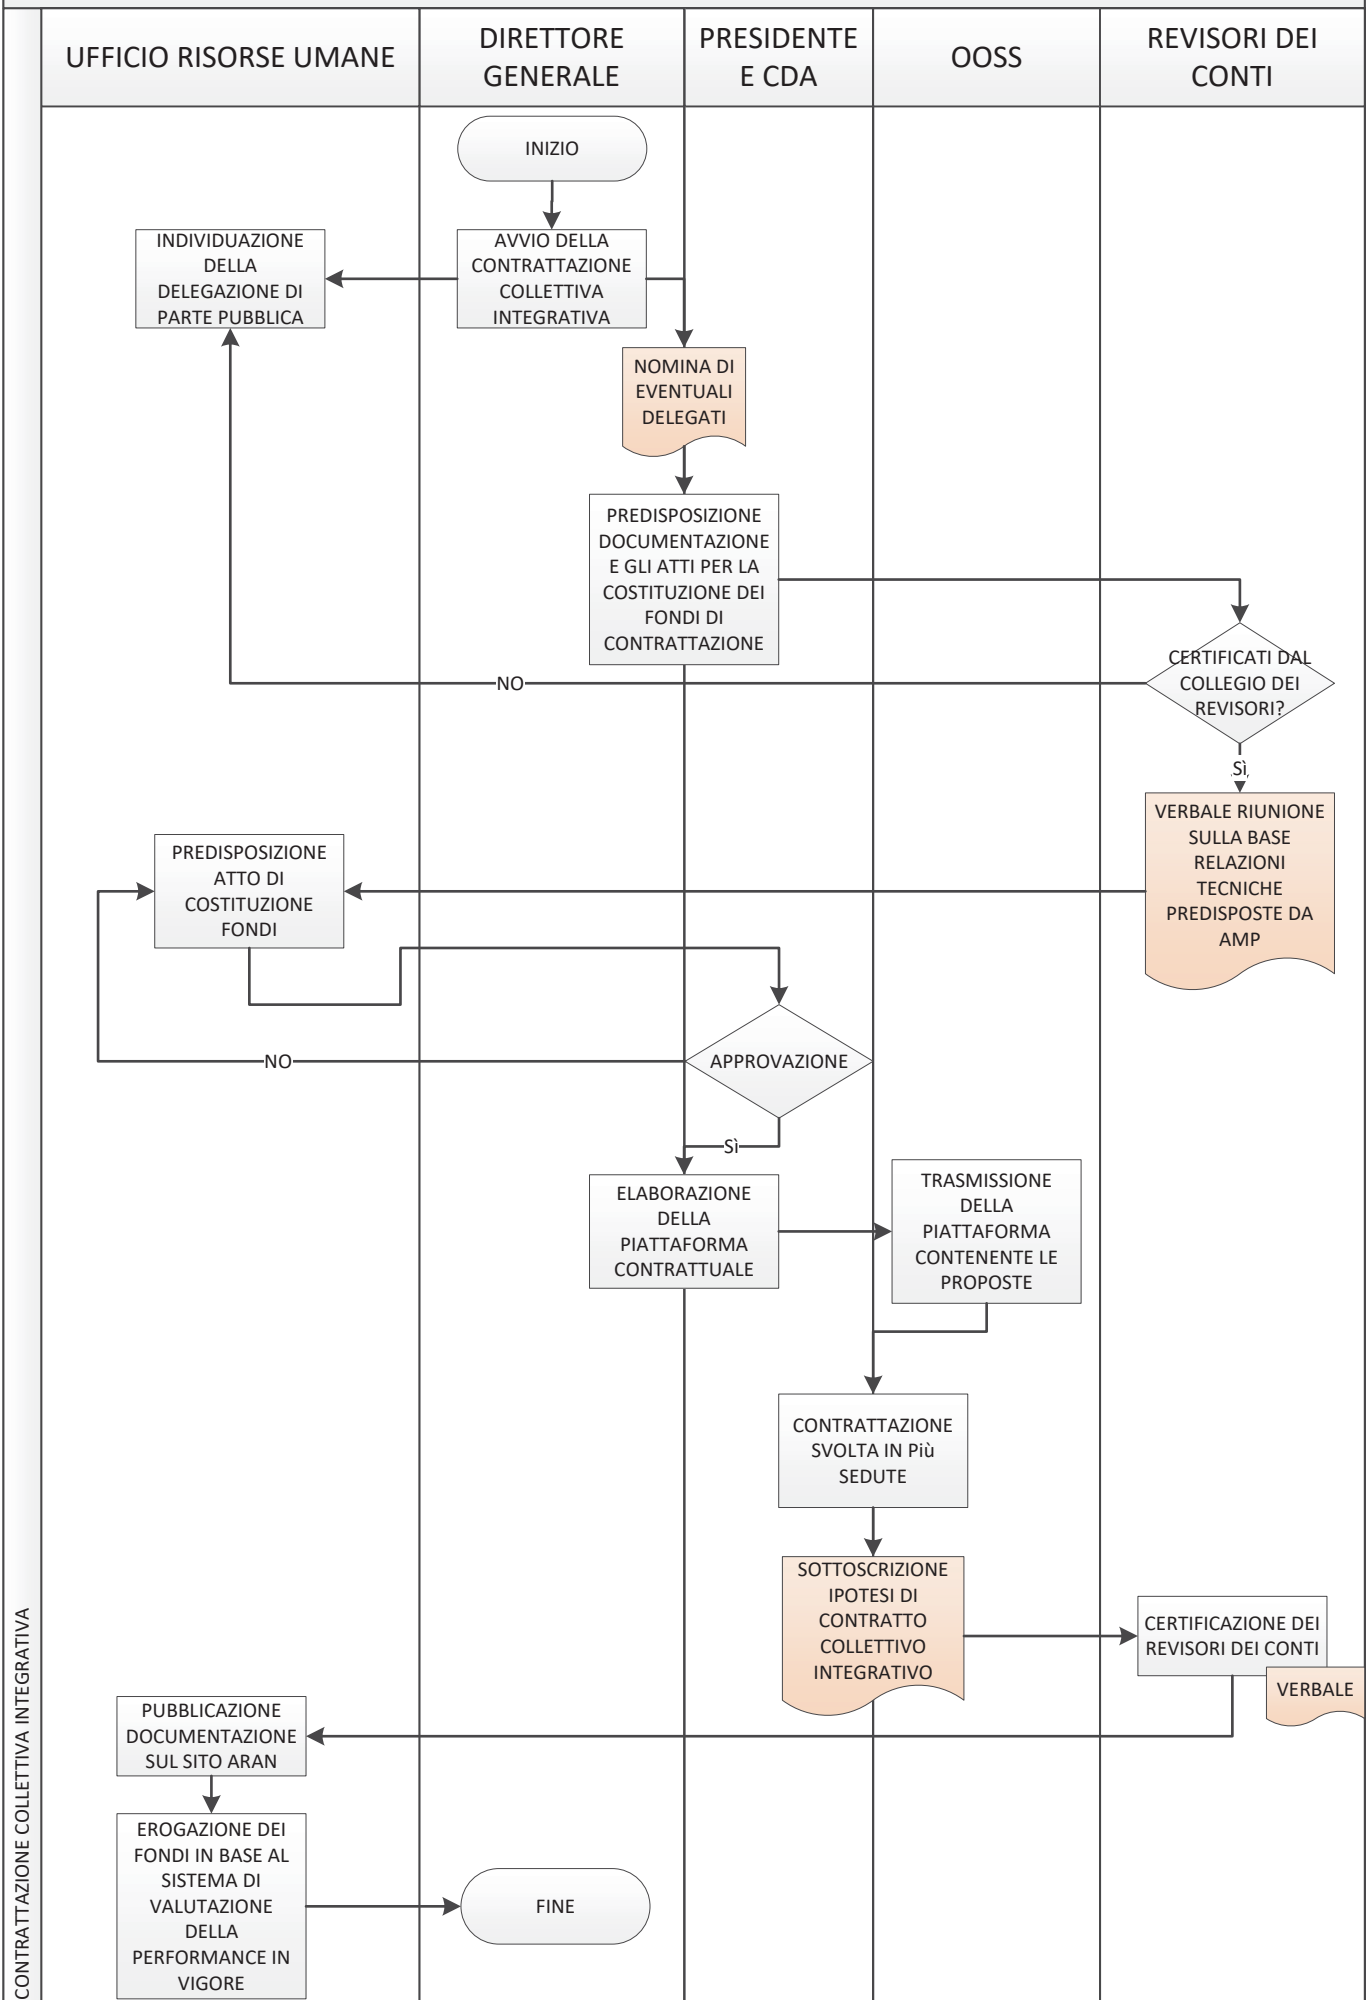 UFFICIO RISORSE UMANE
DIRETTORE
GENERALE
PRESIDENTE
E CDA
OOSS
REVISORI DEI
CONTI
INIZIO
INDIVIDUAZIONE
DELLA
DELEGAZIONE DI
PARTE PUBBLICA
AVVIO DELLA
CONTRATTAZIONE
COLLETTIVA
INTEGRATIVA
NOMINA DI
EVENTUALI
DELEGATI
PREDISPOSIZIONE
DOCUMENTAZIONE
E GLI ATTI PER LA
COSTITUZIONE DEI
FONDI DI
CONTRATTAZIONE
CERTIFICATI DAL
COLLEGIO DEI
REVISORI?
NO
Sì
VERBALE RIUNIONE
SULLA BASE
RELAZIONI
TECNICHE
PREDISPOSTE DA
AMP
PREDISPOSIZIONE
ATTO DI
COSTITUZIONE
FONDI
APPROVAZIONE
NO
Sì
ELABORAZIONE
DELLA
PIATTAFORMA
CONTRATTUALE
TRASMISSIONE
DELLA
PIATTAFORMA
CONTENENTE LE
PROPOSTE
CONTRATTAZIONE
SVOLTA IN Più
SEDUTE
SOTTOSCRIZIONE
IPOTESI DI
CONTRATTO
COLLETTIVO
INTEGRATIVO
CERTIFICAZIONE DEI
REVISORI DEI CONTI
VERBALE
PUBBLICAZIONE
DOCUMENTAZIONE
SUL SITO ARAN
EROGAZIONE DEI
FONDI IN BASE AL
SISTEMA DI
VALUTAZIONE
DELLA
PERFORMANCE IN
VIGORE
FINE
CONTRATTAZIONE COLLETTIVA INTEGRATIVA